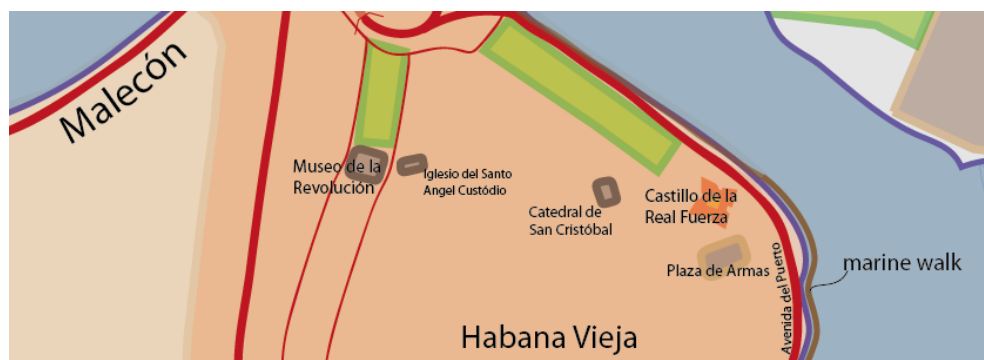 Malecón
Museo de la
Revolución
Iglesio del Santo
Angel Custódio
Catedral de
San Cristóbal
Castillo de la
Real Fuerza
Plaza de Armas
Avenida del Puerto
marine walk
Habana Vieja